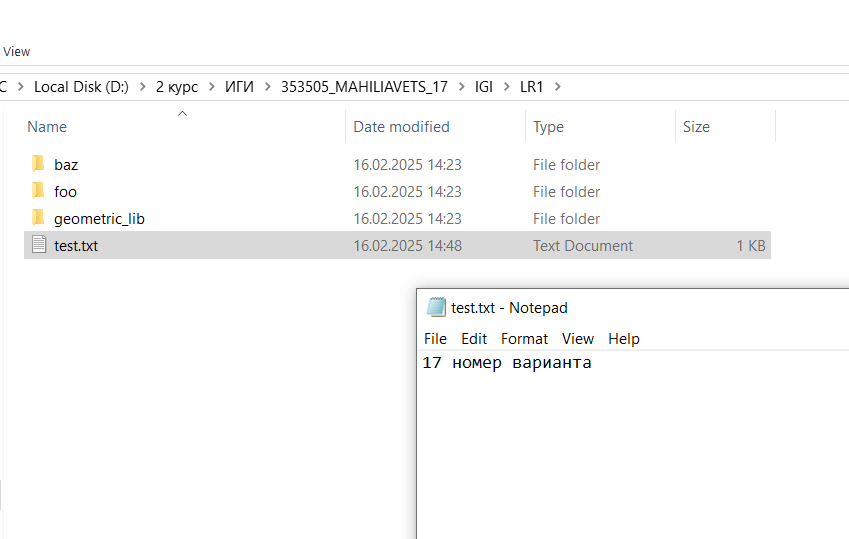 View
C > Local Disk (D:) > 2 курс > ИГИ > 353505_MAHILIAVETS_17 > IGI > LR1 >
Name Date modified Type Size
baz 16.02.2025 14:23 File folder
foo 16.02.2025 14:23 File folder
geometric_lib 16.02.2025 14:23 File folder
test.txt 16.02.2025 14:48 Text Document 1 KB
test.txt - Notepad
File Edit Format View Help
17 номер варианта